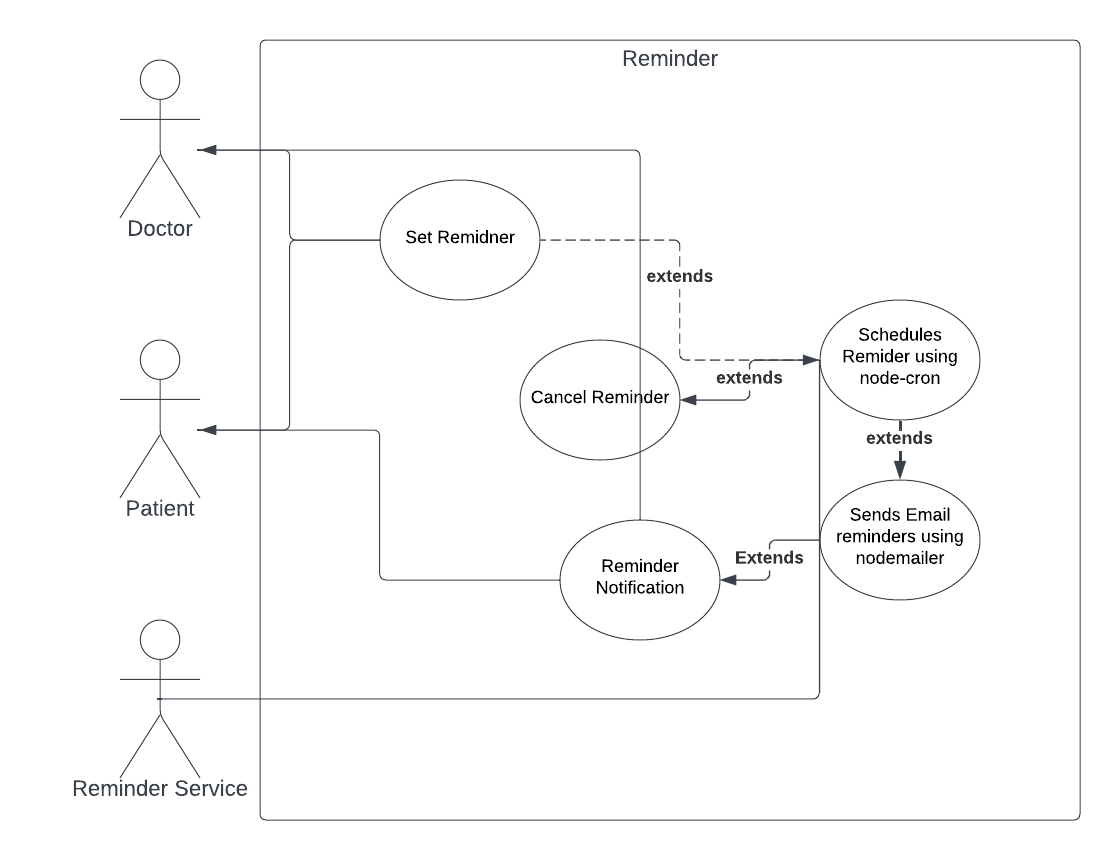 Reminder
Doctor
Set Remidner
extends
Schedules
Remider using
node-cron
extends
Cancel Reminder
extends
Patient
Sends Email
reminders using
nodemailer
Extends
Reminder
Notification
Reminder Service